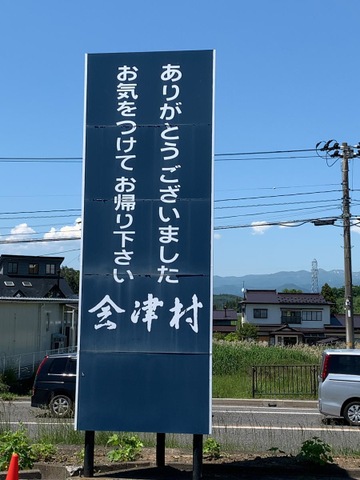 ありがとうございました
お気をつけてお帰り下さい
会津村